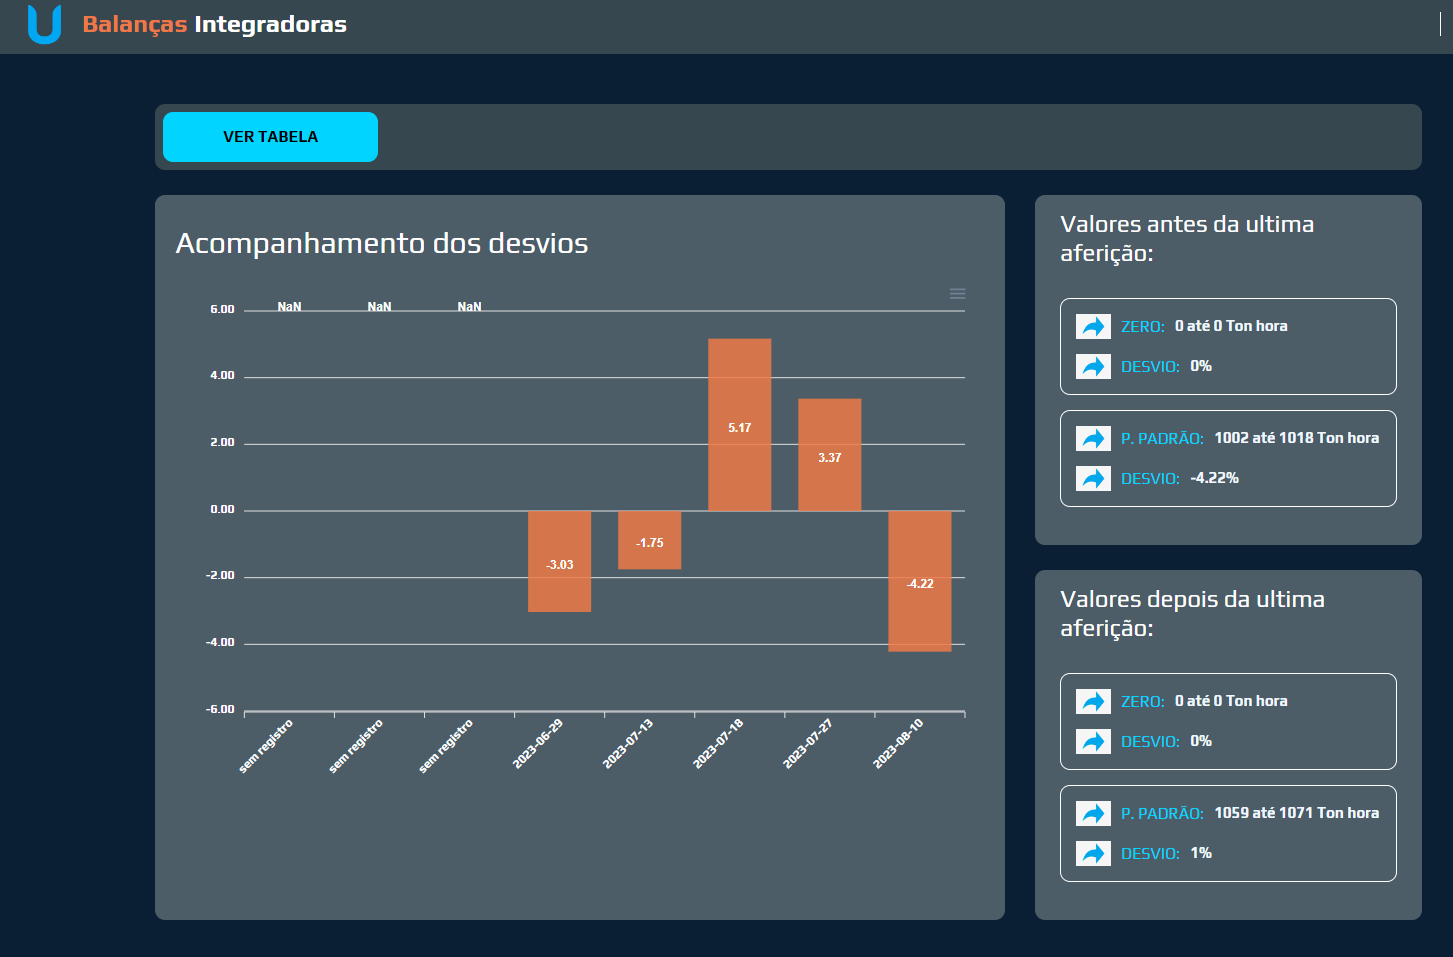 Balanças Integradoras
VER TABELA
Acompanhamento dos desvios
6.00
4.00
2.00
0.00
-2.00
-4.00
-6.00
NaN
NaN
NaN
-3.03
-1.75
5.17
3.37
-4.22
sem registro
sem registro
sem registro
2023-06-29
2023-07-13
2023-07-18
2023-07-27
2023-08-10
Valores antes da ultima
aferição:
ZERO: 0 até 0 Ton hora
DESVIO: 0%
P. PADRÃO: 1002 até 1018 Ton hora
DESVIO: -4.22%
Valores depois da ultima
aferição:
ZERO: 0 até 0 Ton hora
DESVIO: 0%
P. PADRÃO: 1059 até 1071 Ton hora
DESVIO: 1%